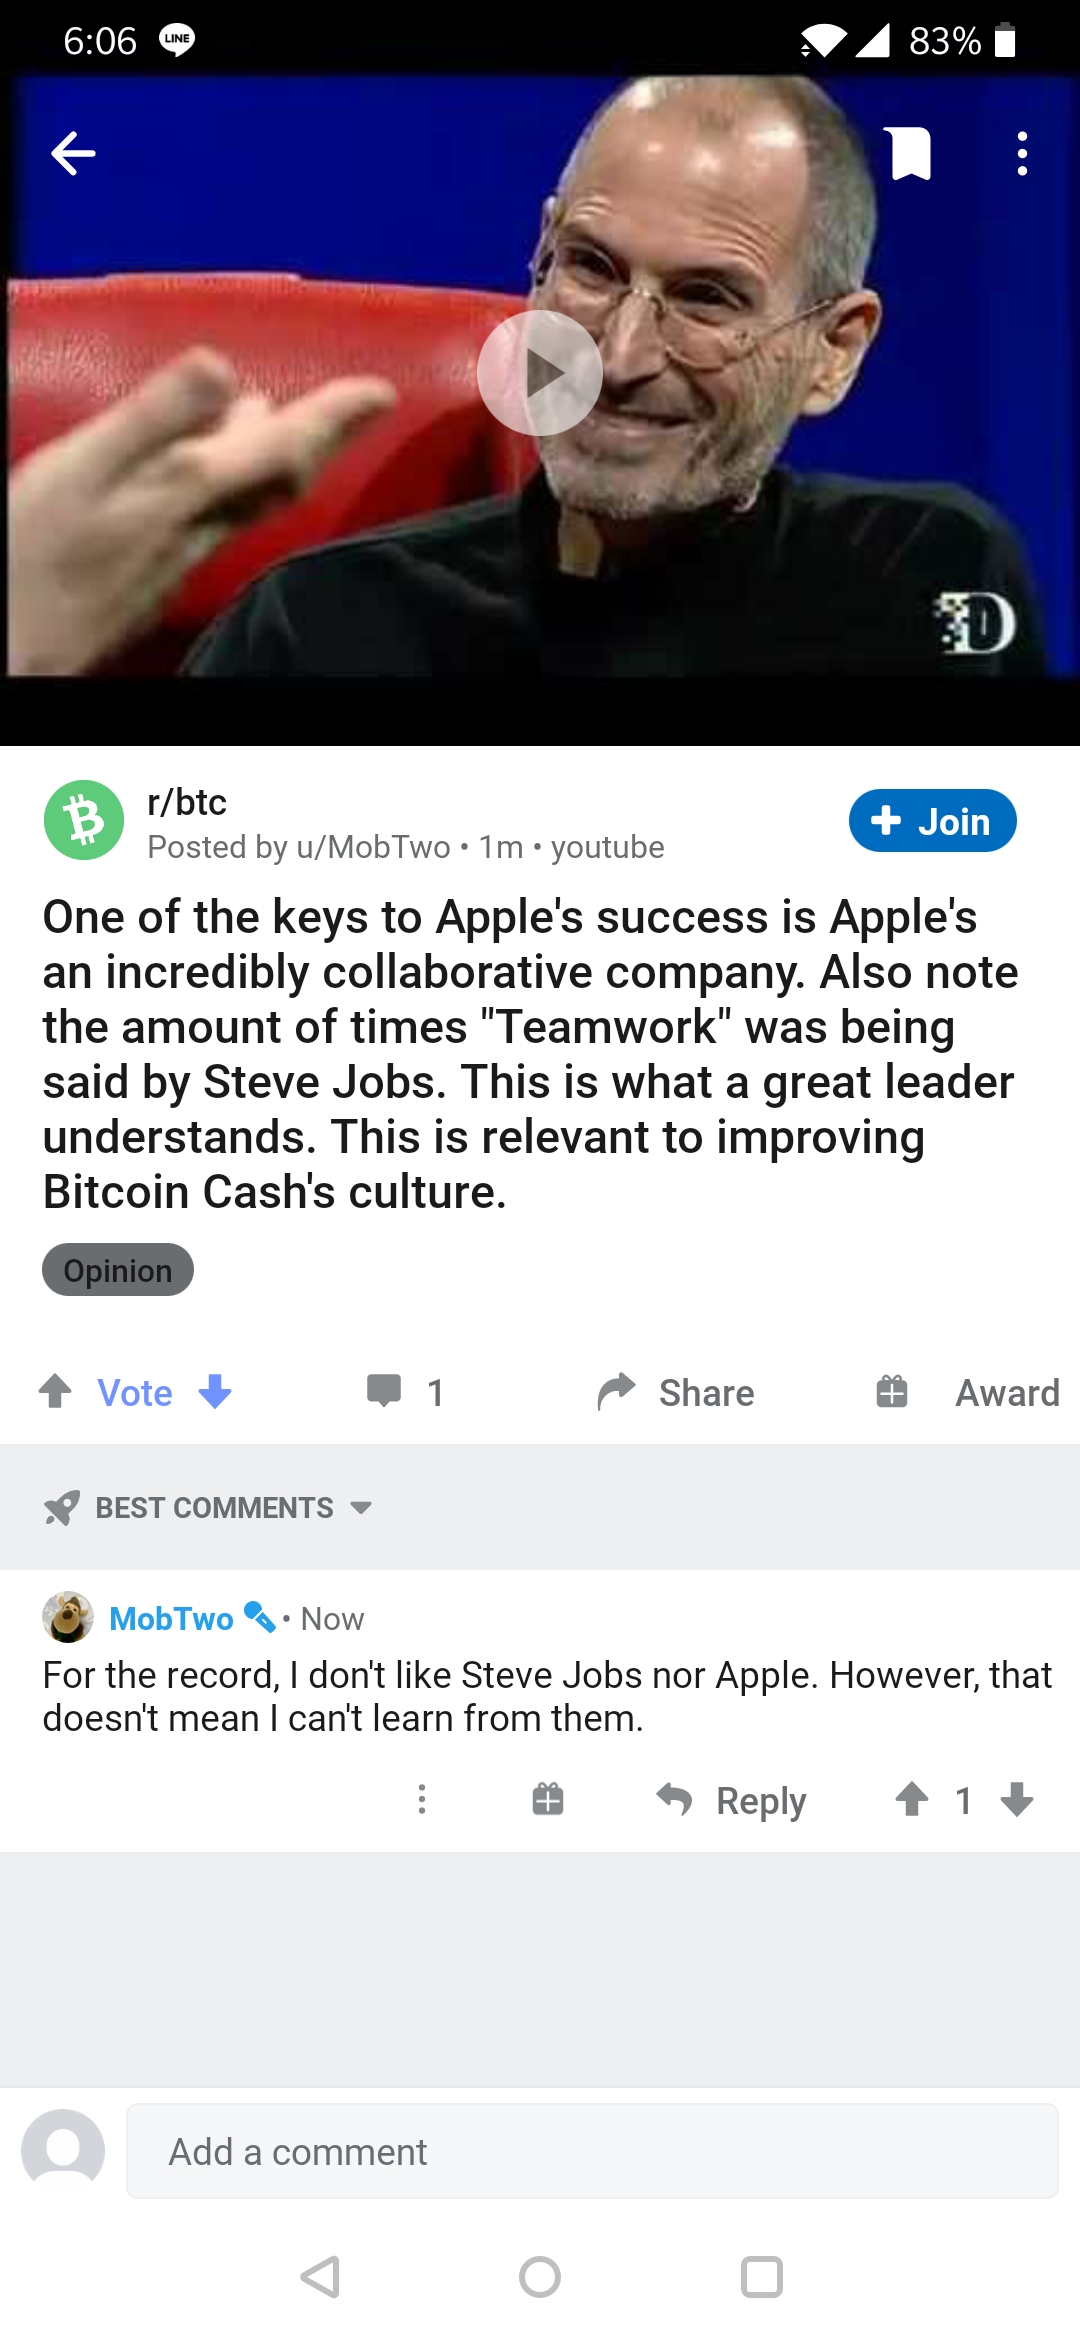 6:06 LINE 83%
D
r/btc
Posted by u/MobTwo • 1m • youtube
+ Join
One of the keys to Apple's success is Apple's
an incredibly collaborative company. Also note
the amount of times "Teamwork" was being
said by Steve Jobs. This is what a great leader
understands. This is relevant to improving
Bitcoin Cash's culture.
Opinion
Vote 1 Share Award
BEST COMMENTS
MobTwo • Now
For the record, I don't like Steve Jobs nor Apple. However, that
doesn't mean I can't learn from them.
Reply 1
Add a comment